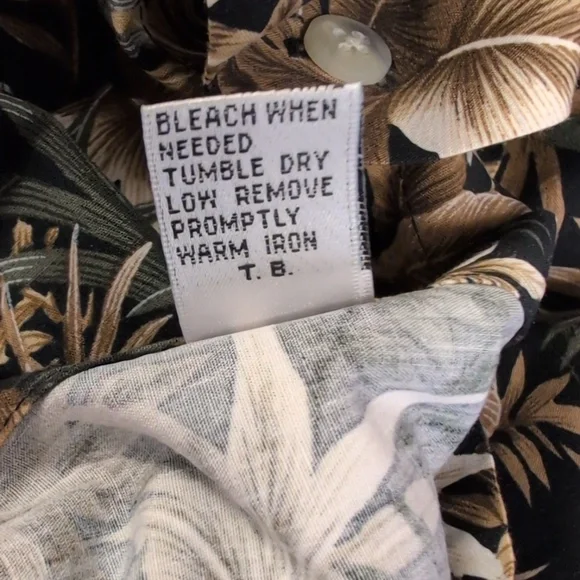 BLEACH WHEN
NEEDED
TUMBLE DRY
LOW REMOVE
PROMPTLY
WARM IRON
T. B.